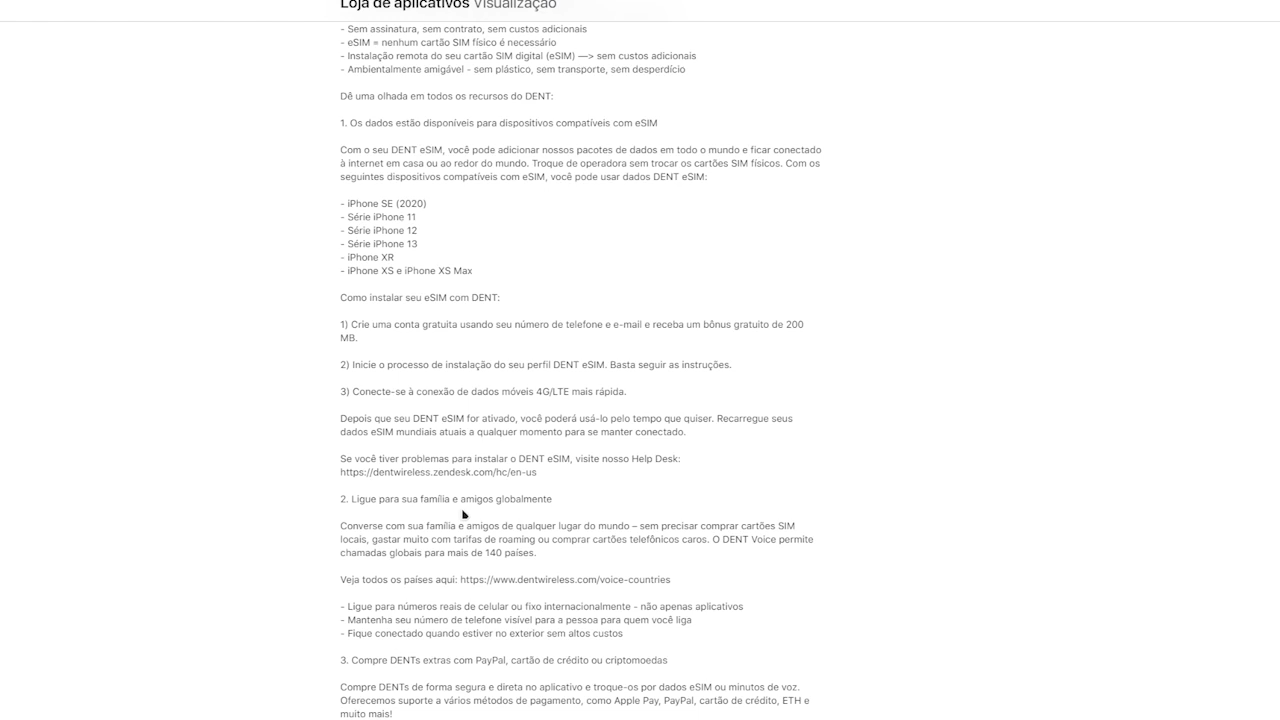 Loja de aplicativos Visualização
- Sem assinatura, sem contrato, sem custos adicionais
- eSIM = nenhum cartão SIM físico é necessário
- Instalação remota do seu cartão SIM digital (eSIM) —> sem custos adicionais
- Ambientalmente amigável - sem plástico, sem transporte, sem desperdício
Dê uma olhada em todos os recursos do DENT:
1. Os dados estão disponíveis para dispositivos compatíveis com eSIM
Com o seu DENT eSIM, você pode adicionar nossos pacotes de dados em todo o mundo e ficar conectado
à internet em casa ou ao redor do mundo. Troque de operadora sem trocar os cartões SIM físicos. Com os
seguintes dispositivos compatíveis com eSIM, você pode usar dados DENT eSIM:
- iPhone SE (2020)
- Série iPhone 11
- Série iPhone 12
- Série iPhone 13
- iPhone XR
- iPhone XS e iPhone XS Max
Como instalar seu eSIM com DENT:
1) Crie uma conta gratuita usando seu número de telefone e e-mail e receba um bônus gratuito de 200
MB.
2) Inicie o processo de instalação do seu perfil DENT eSIM. Basta seguir as instruções.
3) Conecte-se à conexão de dados móveis 4G/LTE mais rápida.
Depois que seu DENT eSIM for ativado, você poderá usá-lo pelo tempo que quiser. Recarregue seus
dados eSIM mundiais atuais a qualquer momento para se manter conectado.
Se você tiver problemas para instalar o DENT eSIM, visite nosso Help Desk:
https://dentwireless.zendesk.com/hc/en-us
2. Ligue para sua família e amigos globalmente
Converse com sua família e amigos de qualquer lugar do mundo – sem precisar comprar cartões SIM
locais, gastar muito com tarifas de roaming ou comprar cartões telefônicos caros. O DENT Voice permite
chamadas globais para mais de 140 países.
Veja todos os países aqui: https://www.dentwireless.com/voice-countries
- Ligue para números reais de celular ou fixo internacionalmente - não apenas aplicativos
- Mantenha seu número de telefone visível para a pessoa para quem você liga
- Fique conectado quando estiver no exterior sem altos custos
3. Compre DENTs extras com PayPal, cartão de crédito ou criptomoedas
Compre DENTs de forma segura e direta no aplicativo e troque-os por dados eSIM ou minutos de voz.
Oferecemos suporte a vários métodos de pagamento, como Apple Pay, PayPal, cartão de crédito, ETH e
muito mais!